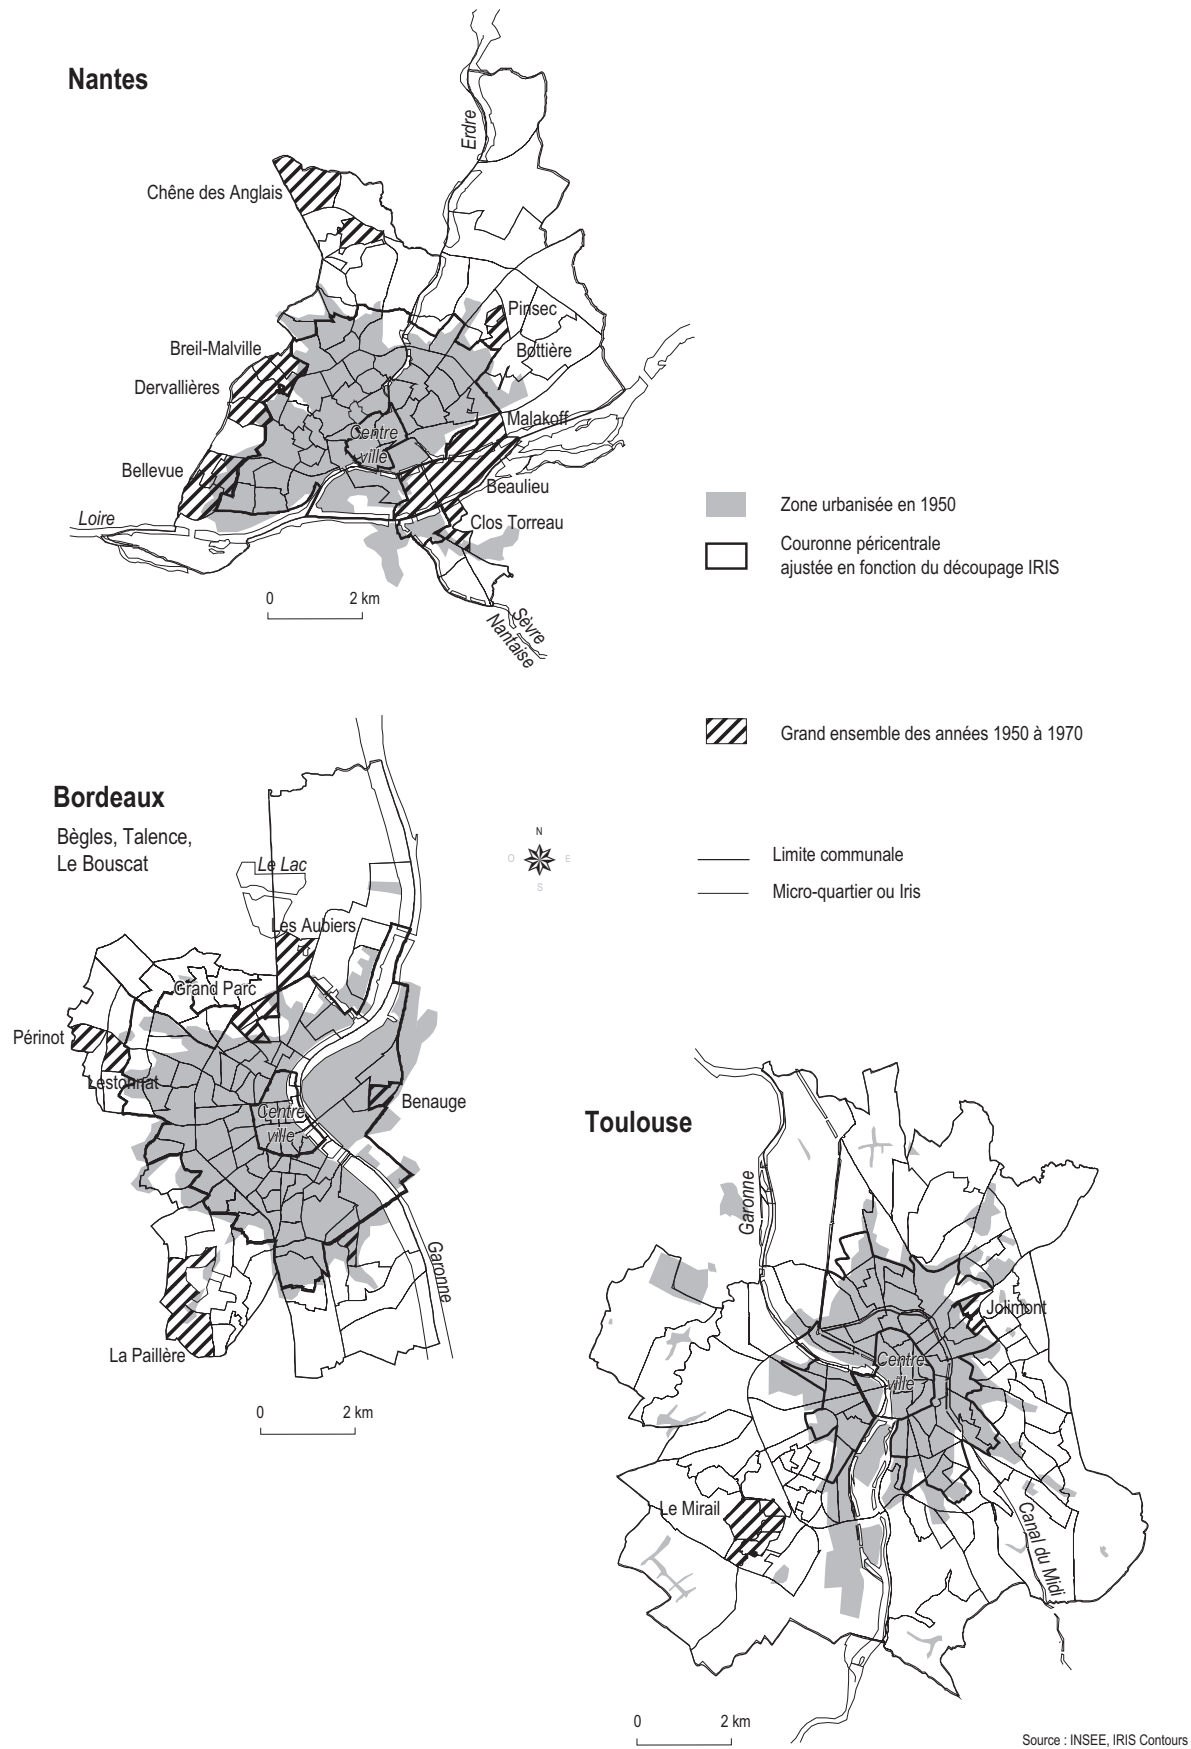 Nantes
Erdre
Chêne des Anglais
Pinsec
Breil-Malville
Bottière
Dervallières
Malakoff
Centre
ville
Bellevue
Beaulieu
Loire
Clos Torreau
0 2 km
Sèvre
Nantaise
Zone urbanisée en 1950
Couronne péricentrale
ajustée en fonction du découpage IRIS
Grand ensemble des années 1950 à 1970
Limite communale
Micro-quartier ou Iris
N
O E
S
Bordeaux
Bègles, Talence,
Le Bouscat
Le Lac
Les Aubiers
Grand Parc
Périnot
Lestonnat
Benauge
Centre
ville
Garonne
La Paillère
0 2 km
Toulouse
Garonne
Jolimont
Centre
ville
Le Mirail
Canal du Midi
0 2 km
Source : INSEE, IRIS Contours